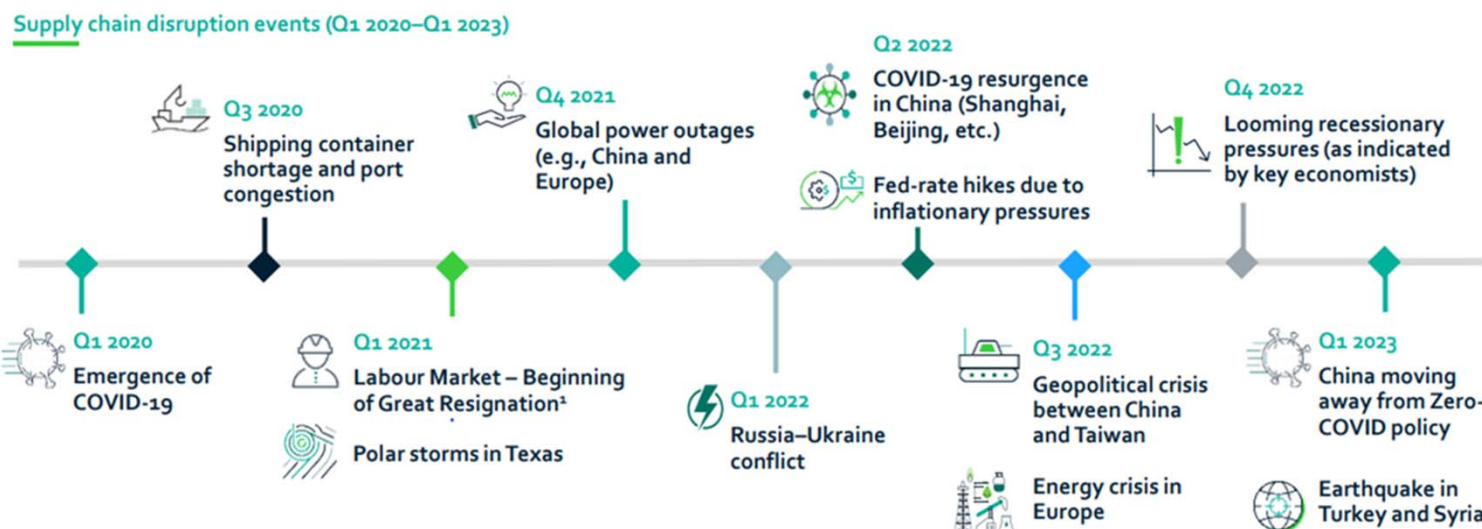 Supply chain disruption events (Q1 2020–Q1 2023)
Q3 2020
Shipping container
shortage and port
congestion
Q4 2021
Global power outages
(e.g., China and
Europe)
Q2 2022
COVID-19 resurgence
in China (Shanghai,
Beijing, etc.)
Fed-rate hikes due to
inflationary pressures
Q4 2022
Looming recessionary
pressures (as indicated
by key economists)
Q1 2020
Emergence of
COVID-19
Q1 2021
Labour Market – Beginning
of Great Resignation¹
Polar storms in Texas
Q1 2022
Russia–Ukraine
conflict
Q3 2022
Geopolitical crisis
between China
and Taiwan
Energy crisis in
Europe
Q1 2023
China moving
away from Zero-
COVID policy
Earthquake in
Turkey and Syria